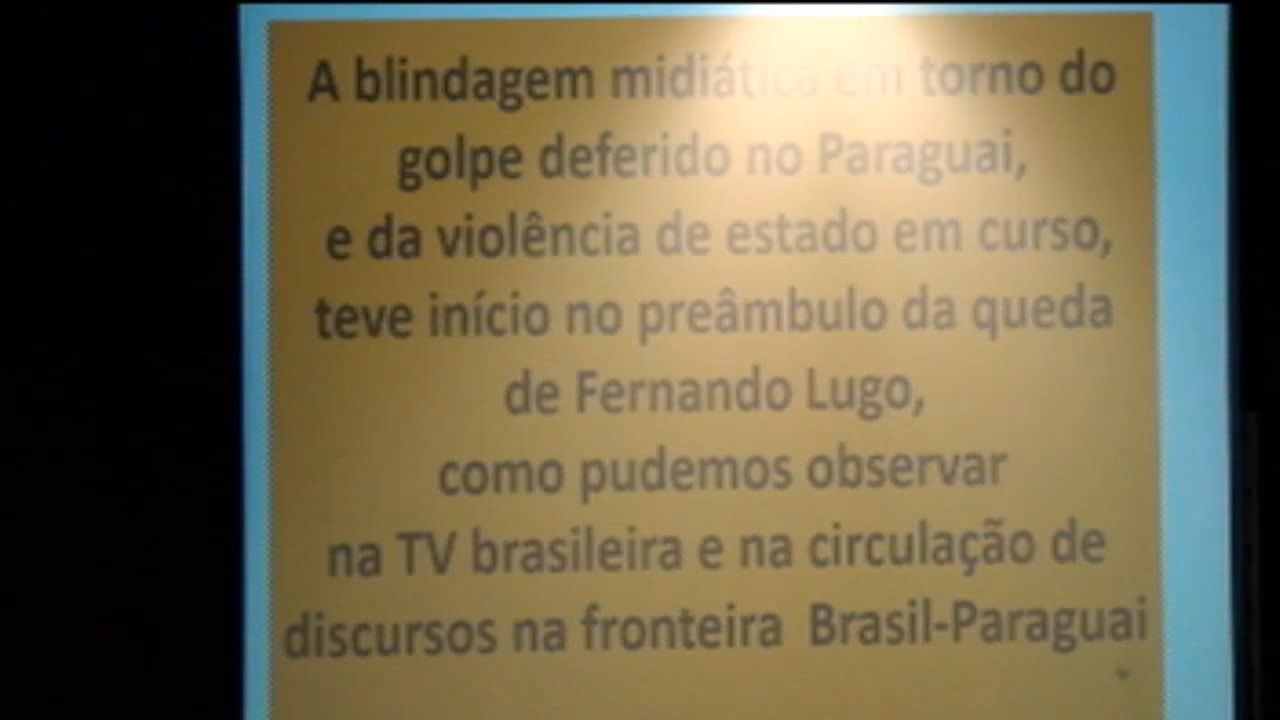 A blindagem midiática em torno do
golpe deferido no Paraguai,
e da violência de estado em curso,
teve início no preâmbulo da queda
de Fernando Lugo,
como pudemos observar
na TV brasileira e na circulação de
discursos na fronteira Brasil-Paraguai